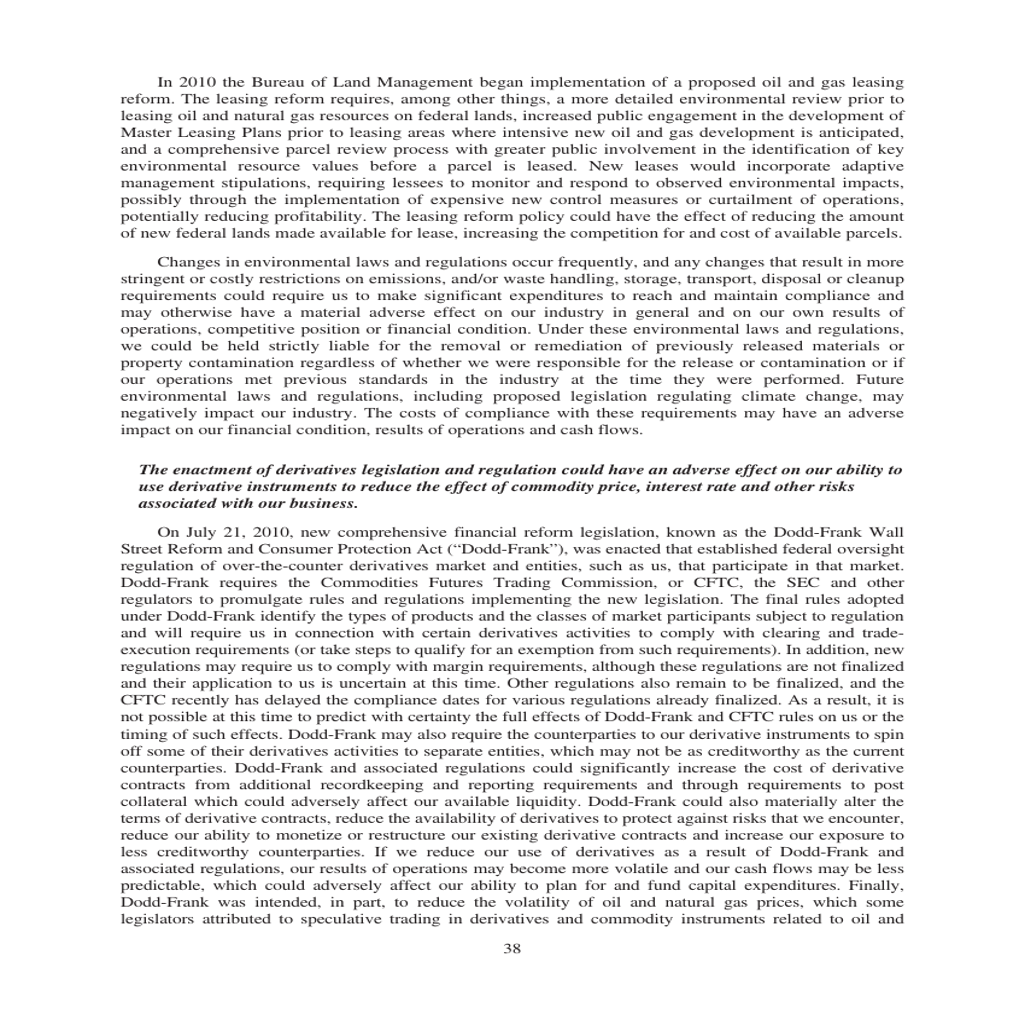 In 2010 the Bureau of Land Management began implementation of a proposed oil and gas leasing
reform. The leasing reform requires, among other things, a more detailed environmental review prior to
leasing oil and natural gas resources on federal lands, increased public engagement in the development of
Master Leasing Plans prior to leasing areas where intensive new oil and gas development is anticipated,
and a comprehensive parcel review process with greater public involvement in the identification of key
environmental resource values before a parcel is leased. New leases would incorporate adaptive
management stipulations, requiring lessees to monitor and respond to observed environmental impacts,
possibly through the implementation of expensive new control measures or curtailment of operations,
potentially reducing profitability. The leasing reform policy could have the effect of reducing the amount
of new federal lands made available for lease, increasing the competition for and cost of available parcels.
Changes in environmental laws and regulations occur frequently, and any changes that result in more
stringent or costly restrictions on emissions, and/or waste handling, storage, transport, disposal or cleanup
requirements could require us to make significant expenditures to reach and maintain compliance and
may otherwise have a material adverse effect on our industry in general and on our own results of
operations, competitive position or financial condition. Under these environmental laws and regulations,
we could be held strictly liable for the removal or remediation of previously released materials or
property contamination regardless of whether we were responsible for the release or contamination or if
our operations met previous standards in the industry at the time they were performed. Future
environmental laws and regulations, including proposed legislation regulating climate change, may
negatively impact our industry. The costs of compliance with these requirements may have an adverse
impact on our financial condition, results of operations and cash flows.
The enactment of derivatives legislation and regulation could have an adverse effect on our ability to
use derivative instruments to reduce the effect of commodity price, interest rate and other risks
associated with our business.
On July 21, 2010, new comprehensive financial reform legislation, known as the Dodd-Frank Wall
Street Reform and Consumer Protection Act (“Dodd-Frank”), was enacted that established federal oversight
regulation of over-the-counter derivatives market and entities, such as us, that participate in that market.
Dodd-Frank requires the Commodities Futures Trading Commission, or CFTC, the SEC and other
regulators to promulgate rules and regulations implementing the new legislation. The final rules adopted
under Dodd-Frank identify the types of products and the classes of market participants subject to regulation
and will require us in connection with certain derivatives activities to comply with clearing and trade-
execution requirements (or take steps to qualify for an exemption from such requirements). In addition, new
regulations may require us to comply with margin requirements, although these regulations are not finalized
and their application to us is uncertain at this time. Other regulations also remain to be finalized, and the
CFTC recently has delayed the compliance dates for various regulations already finalized. As a result, it is
not possible at this time to predict with certainty the full effects of Dodd-Frank and CFTC rules on us or the
timing of such effects. Dodd-Frank may also require the counterparties to our derivative instruments to spin
off some of their derivatives activities to separate entities, which may not be as creditworthy as the current
counterparties. Dodd-Frank and associated regulations could significantly increase the cost of derivative
contracts from additional recordkeeping and reporting requirements and through requirements to post
collateral which could adversely affect our available liquidity. Dodd-Frank could also materially alter the
terms of derivative contracts, reduce the availability of derivatives to protect against risks that we encounter,
reduce our ability to monetize or restructure our existing derivative contracts and increase our exposure to
less creditworthy counterparties. If we reduce our use of derivatives as a result of Dodd-Frank and
associated regulations, our results of operations may become more volatile and our cash flows may be less
predictable, which could adversely affect our ability to plan for and fund capital expenditures. Finally,
Dodd-Frank was intended, in part, to reduce the volatility of oil and natural gas prices, which some
legislators attributed to speculative trading in derivatives and commodity instruments related to oil and
38